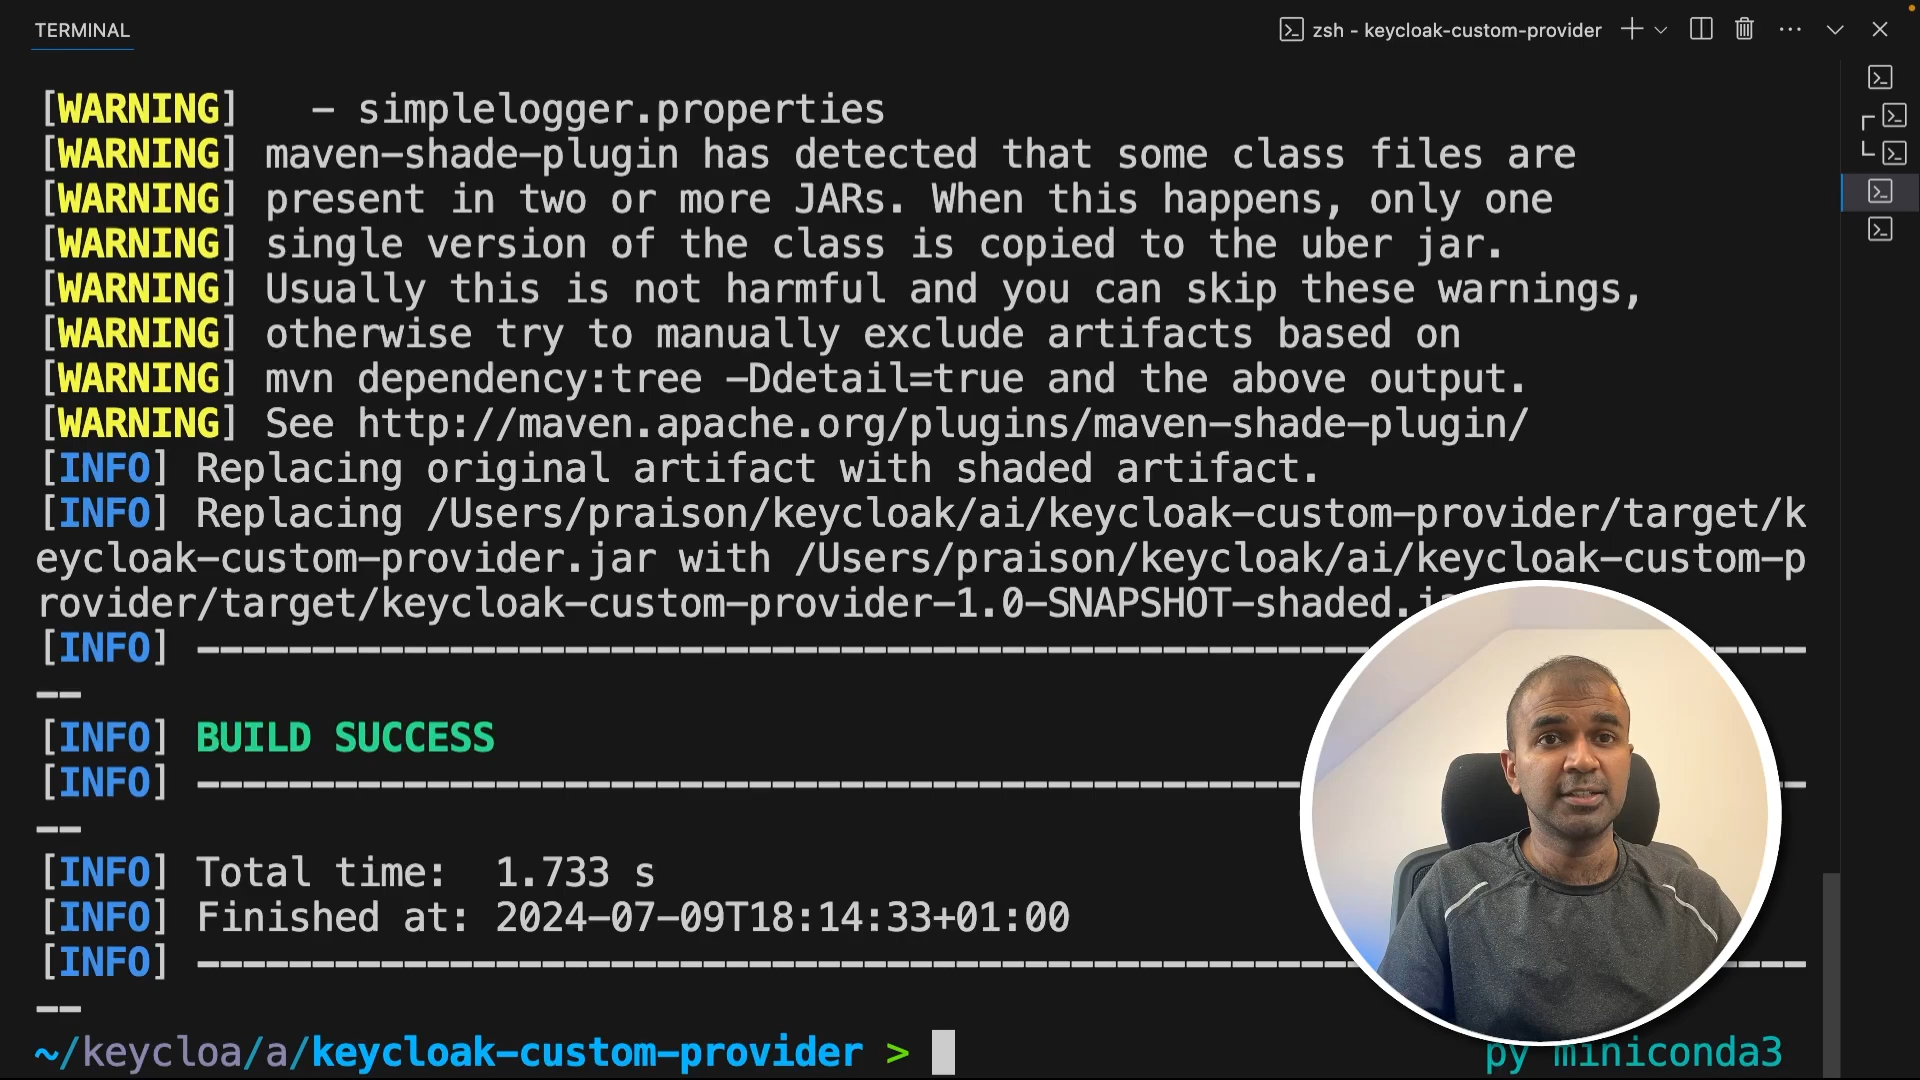 TERMINAL
zsh - keycloak-custom-provider
[WARNING]   - simplelogger.properties
[WARNING] maven-shade-plugin has detected that some class files are
[WARNING] present in two or more JARs. When this happens, only one
[WARNING] single version of the class is copied to the uber jar.
[WARNING] Usually this is not harmful and you can skip these warnings,
[WARNING] otherwise try to manually exclude artifacts based on
[WARNING] mvn dependency:tree -Ddetail=true and the above output.
[WARNING] See http://maven.apache.org/plugins/maven-shade-plugin/
[INFO] Replacing original artifact with shaded artifact.
[INFO] Replacing /Users/praison/keycloak/ai/keycloak-custom-provider/target/k
eycloak-custom-provider.jar with /Users/praison/keycloak/ai/keycloak-custom-p
rovider/target/keycloak-custom-provider-1.0-SNAPSHOT-shaded.
[INFO] ----------------------------------------------------------------------
--
[INFO] BUILD SUCCESS
[INFO] ----------------------------------------------------------------------
--
[INFO] Total time:  1.733 s
[INFO] Finished at: 2024-07-09T18:14:33+01:00
[INFO] ----------------------------------------------------------------------
--
~/keycloa/a/keycloak-custom-provider >
py miniconda3